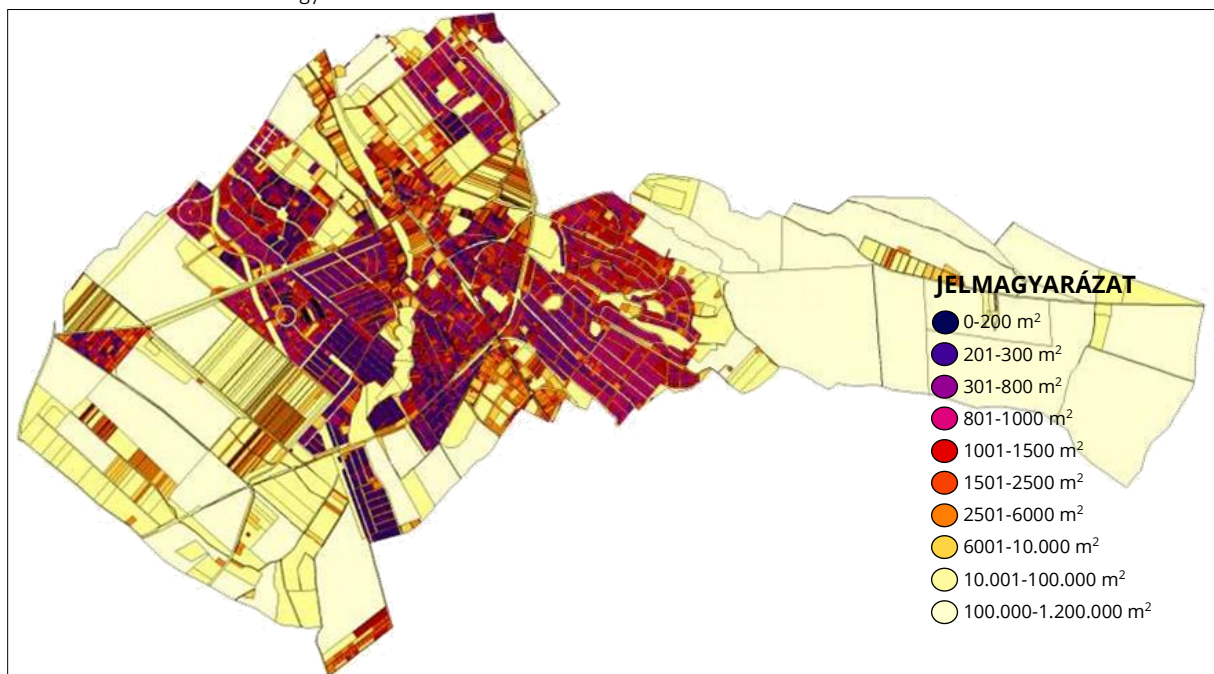 gy
JELMAGYARÁZAT
0-200 m²
201-300 m²
301-800 m²
801-1000 m²
1001-1500 m²
1501-2500 m²
2501-6000 m²
6001-10.000 m²
10.001-100.000 m²
100.000-1.200.000 m²